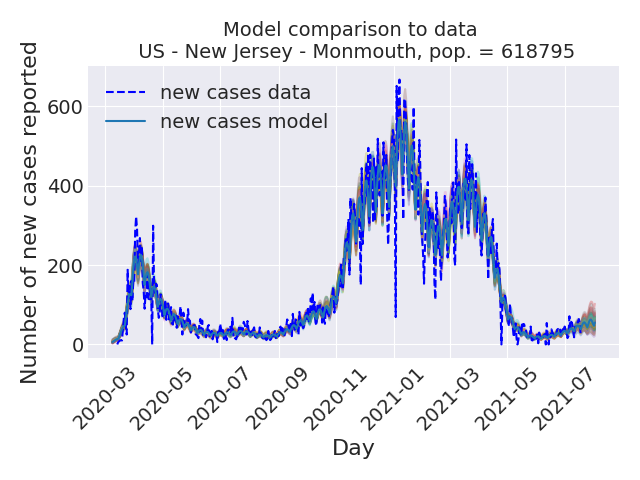 Model comparison to data
US - New Jersey - Monmouth, pop. = 618795
Number of new cases reported
600
400
200
0
new cases data
new cases model
2020-03
2020-05
2020-07
2020-09
2020-11
2021-01
2021-03
2021-05
2021-07
Day